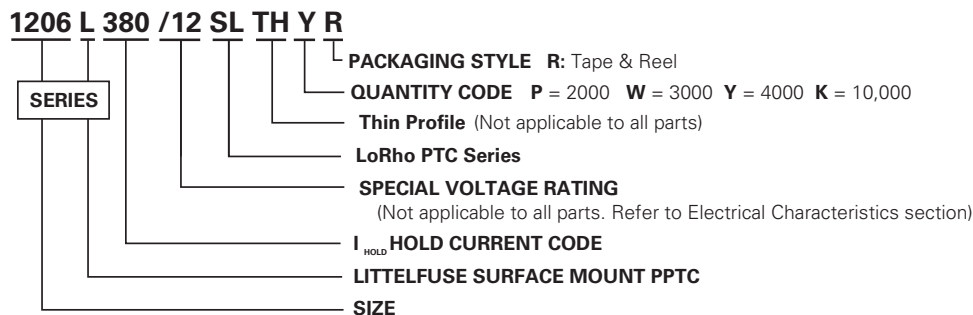 1206 L 380 /12 SL TH Y R
PACKAGING STYLE R: Tape & Reel
SERIES
QUANTITY CODE P = 2000 W = 3000 Y = 4000 K = 10,000
Thin Profile (Not applicable to all parts)
LoRho PTC Series
SPECIAL VOLTAGE RATING
(Not applicable to all parts. Refer to Electrical Characteristics section)
I HOLD HOLD CURRENT CODE
LITTELFUSE SURFACE MOUNT PPTC
SIZE